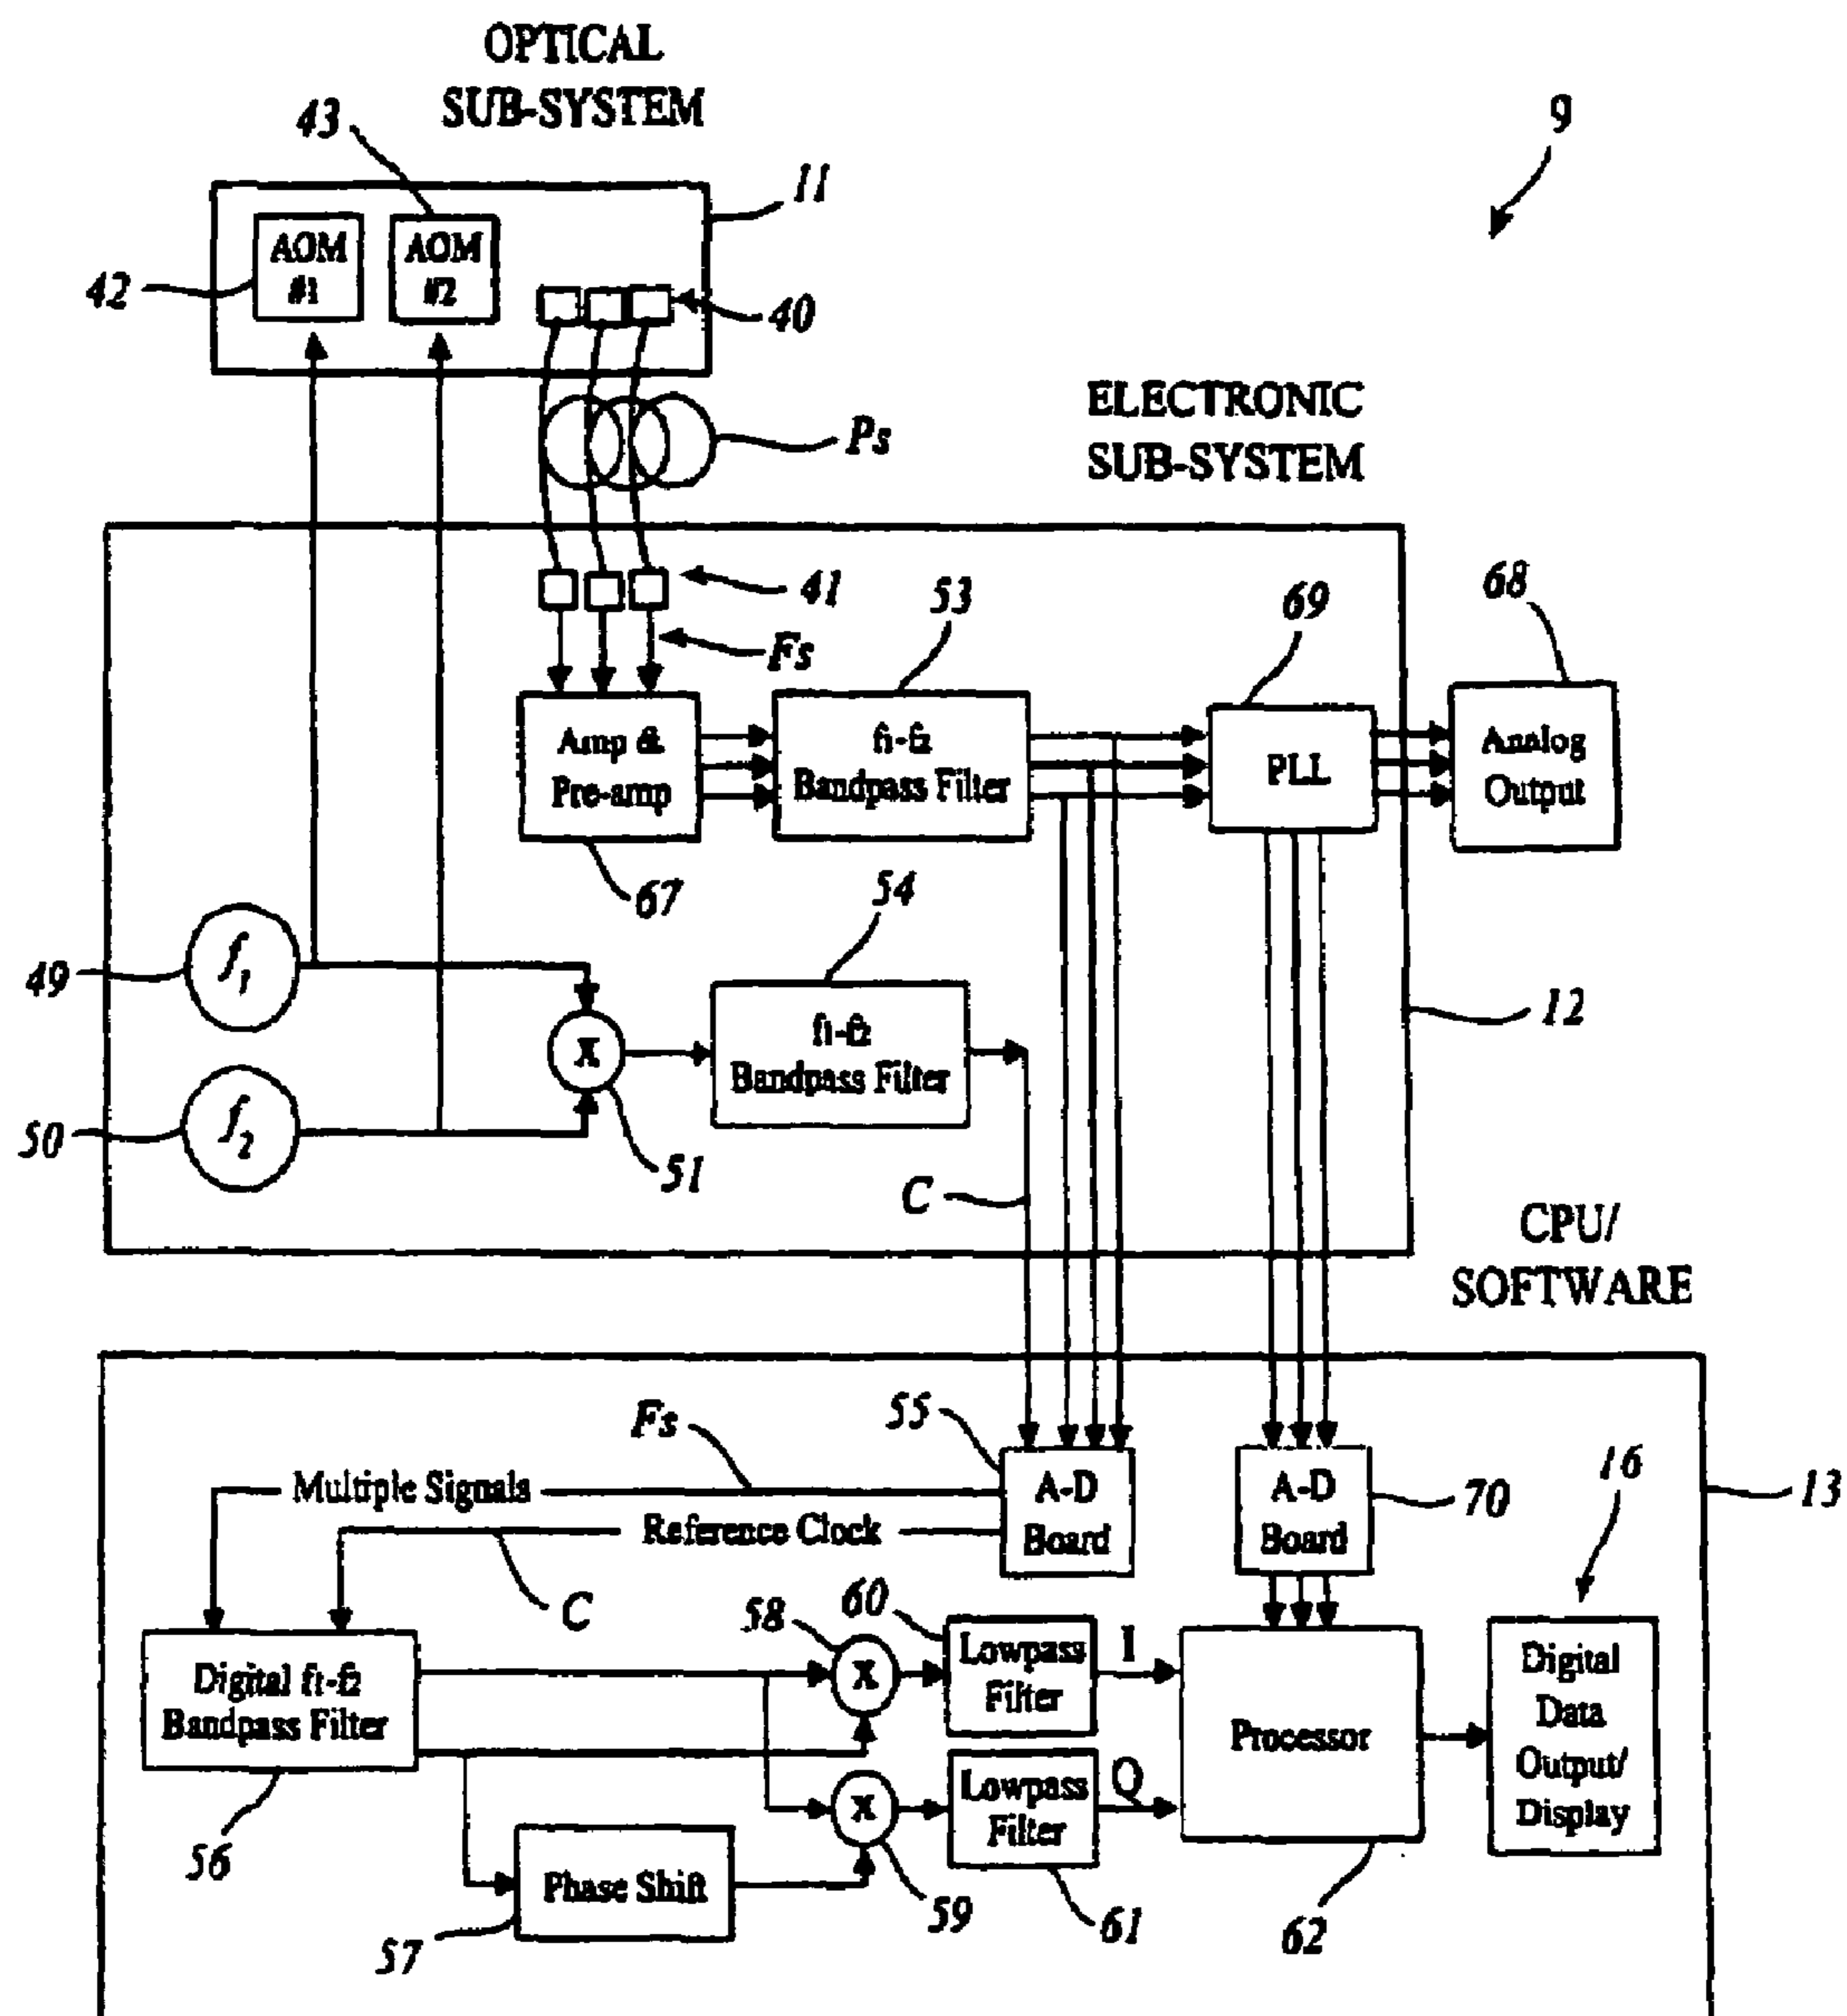 OPTICAL
SUB-SYSTEM
43
9
11
AOM
#1
AOM
#2
42
40
Ps
ELECTRONIC
SUB-SYSTEM
41
53
69
68
Fs
Amp &
Pre-amp
f1-f2
Bandpass Filter
PLL
Analog
Output
67
54
49
f1
f1-f2
Bandpass Filter
12
X
50
f2
51
C
CPU/
SOFTWARE
Fs
55
16
Multiple Signals
A-D
Board
A-D
Board
70
13
Reference Clock
C
58
60
Digital f1-f2
Bandpass Filter
X
Lowpass
Filter
I
Processor
Digital
Data
Output/
Display
X
Lowpass
Filter
Q
56
Phase Shift
57
59
61
62